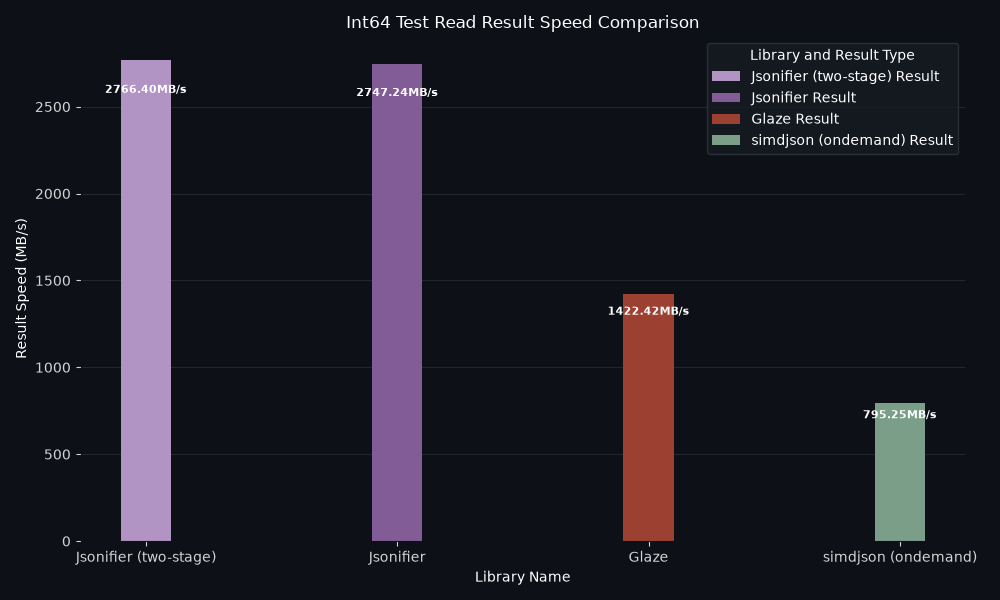 Int64 Test Read Result Speed Comparison
Library and Result Type
Jsonifier (two-stage) Result
Jsonifier Result
Glaze Result
simdjson (ondemand) Result
2766.40MB/s
2747.24MB/s
1422.42MB/s
795.25MB/s
Result Speed (MB/s)
2500
2000
1500
1000
500
0
Jsonifier (two-stage)
Jsonifier
Glaze
simdjson (ondemand)
Library Name